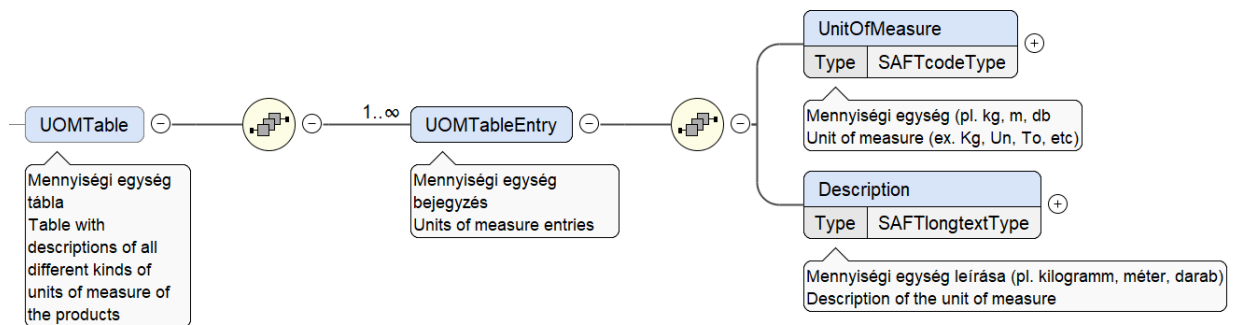 UOMTable
Mennyiségi egység
tábla
Table with
descriptions of all
different kinds of
units of measure of
the products
1..∞
UOMTableEntry
Mennyiségi egység
bejegyzés
Units of measure entries
UnitOfMeasure
Type SAFTcodeType
Mennyiségi egység (pl. kg, m, db
Unit of measure (ex. Kg, Un, To, etc)
Description
Type SAFTlongtextType
Mennyiségi egység leírása (pl. kilogramm, méter, darab)
Description of the unit of measure